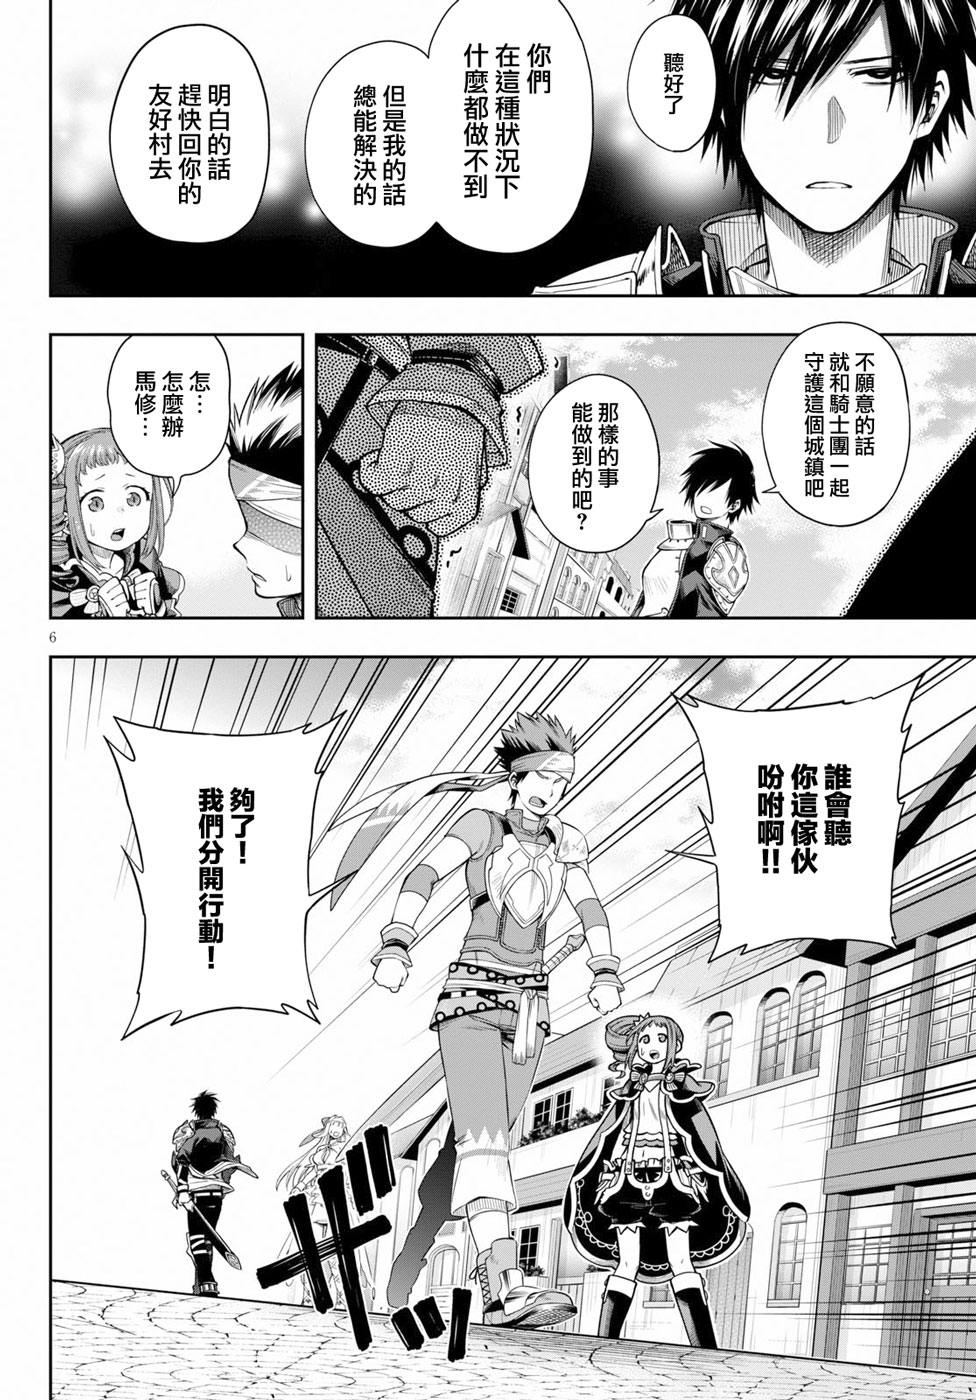 聽好了
你們
在這種狀況下
什麼都做不到
但是我的話
總能解決的
明白的話
趕快回你的
友好村去
不願意的話
就和騎士團一起
守護這個城鎮吧
那樣的事
能做到的吧?
怎…
怎麼辦
馬修…
6
誰會聽
你這傢伙
吩咐啊!!
夠了!
我們分開行動!
ザッ